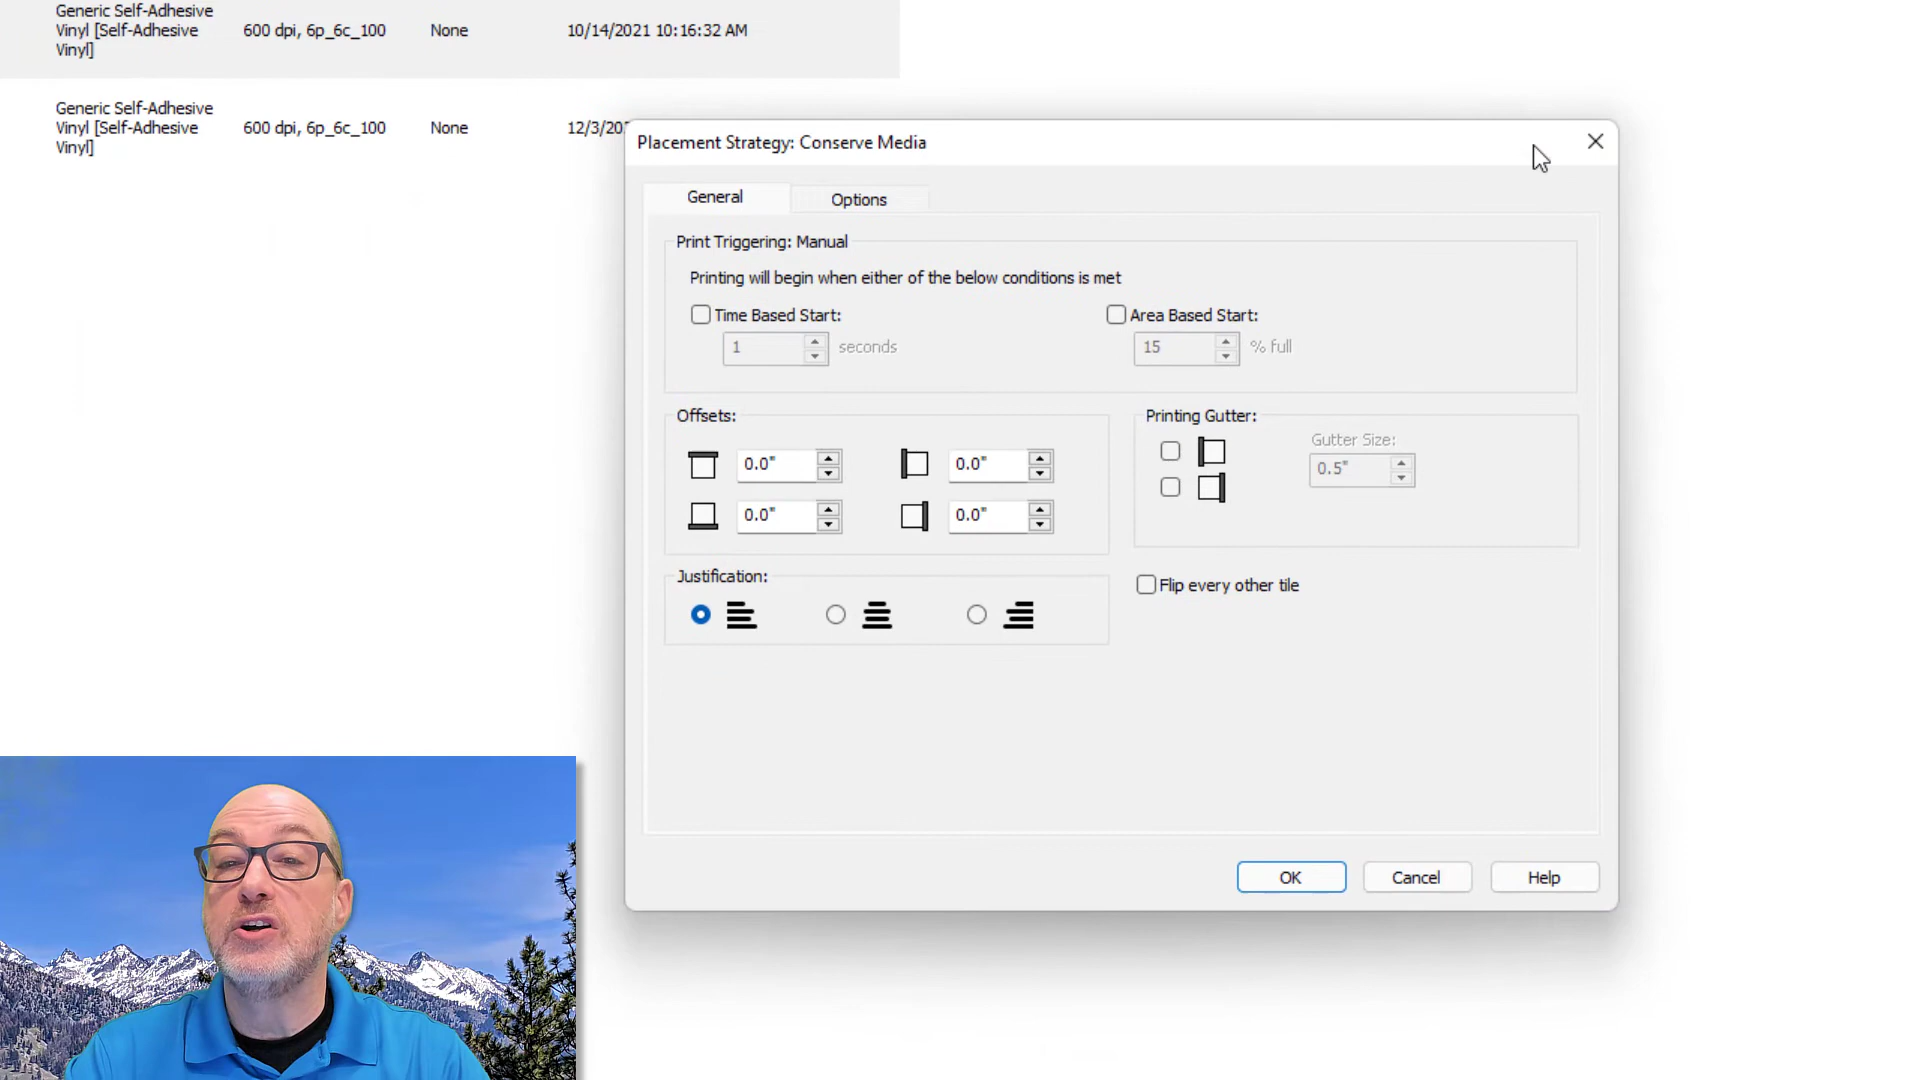 Generic Self-Adhesive
Vinyl [Self-Adhesive
Vinyl]
600 dpi, 6p_6c_100
None
10/14/2021 10:16:32 AM
Generic Self-Adhesive
Vinyl [Self-Adhesive
Vinyl]
600 dpi, 6p_6c_100
None
12/3/20
Placement Strategy: Conserve Media
General
Options
Print Triggering: Manual
Printing will begin when either of the below conditions is met
Time Based Start:
Area Based Start:
1
seconds
15
% full
Offsets:
0.0"
0.0"
0.0"
0.0"
Printing Gutter:
Gutter Size:
0.5"
Justification:
Flip every other tile
OK
Cancel
Help